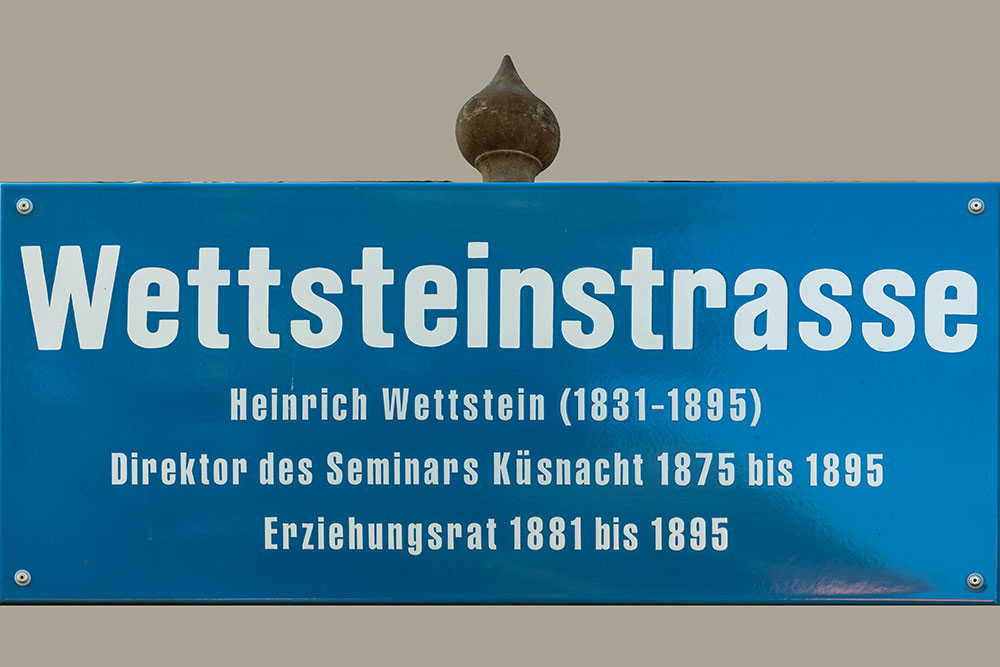 Wettsteinstrasse
Heinrich Wettstein (1831-1895)
Direktor des Seminars Küsnacht 1875 bis 1895
Erziehungsrat 1881 bis 1895